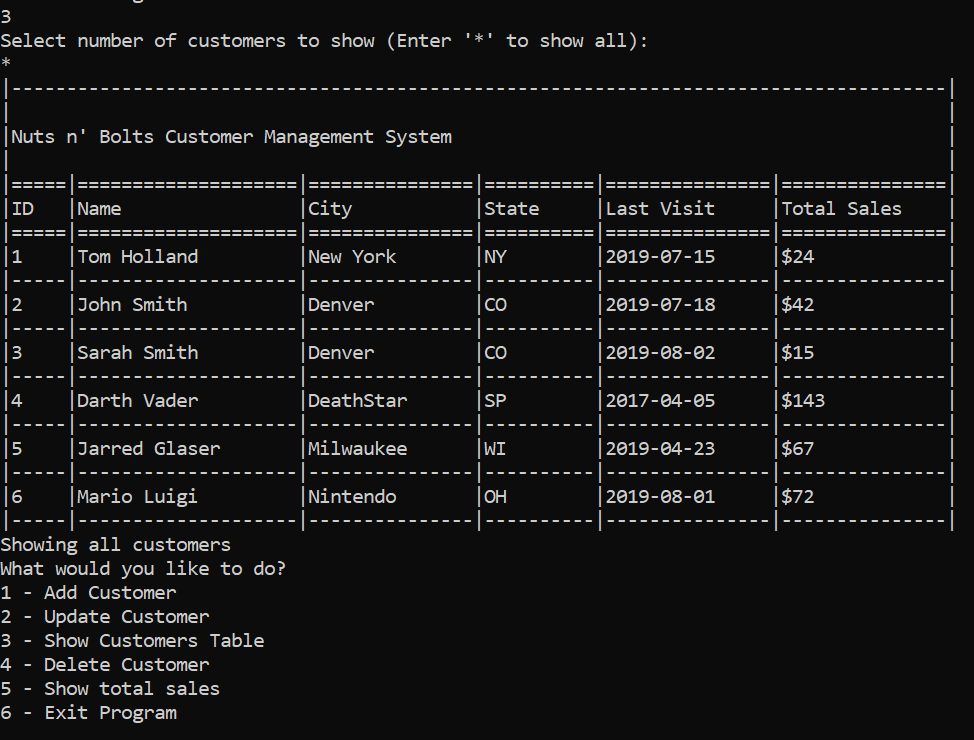 3
Select number of customers to show (Enter '*' to show all):
*
|-------------------------------------------------------------------------------------|
|                                                                                     |
|Nuts n' Bolts Customer Management System                                             |
|                                                                                     |
|=====|====================|===============|==========|===============|===============|
|ID   |Name                |City           |State     |Last Visit     |Total Sales    |
|=====|====================|===============|==========|===============|===============|
|1    |Tom Holland         |New York       |NY        |2019-07-15     |$24            |
|-----|--------------------|---------------|----------|---------------|---------------|
|2    |John Smith          |Denver         |CO        |2019-07-18     |$42            |
|-----|--------------------|---------------|----------|---------------|---------------|
|3    |Sarah Smith         |Denver         |CO        |2019-08-02     |$15            |
|-----|--------------------|---------------|----------|---------------|---------------|
|4    |Darth Vader         |DeathStar      |SP        |2017-04-05     |$143           |
|-----|--------------------|---------------|----------|---------------|---------------|
|5    |Jarred Glaser       |Milwaukee      |WI        |2019-04-23     |$67            |
|-----|--------------------|---------------|----------|---------------|---------------|
|6    |Mario Luigi         |Nintendo       |OH        |2019-08-01     |$72            |
|-----|--------------------|---------------|----------|---------------|---------------|
Showing all customers
What would you like to do?
1 - Add Customer
2 - Update Customer
3 - Show Customers Table
4 - Delete Customer
5 - Show total sales
6 - Exit Program